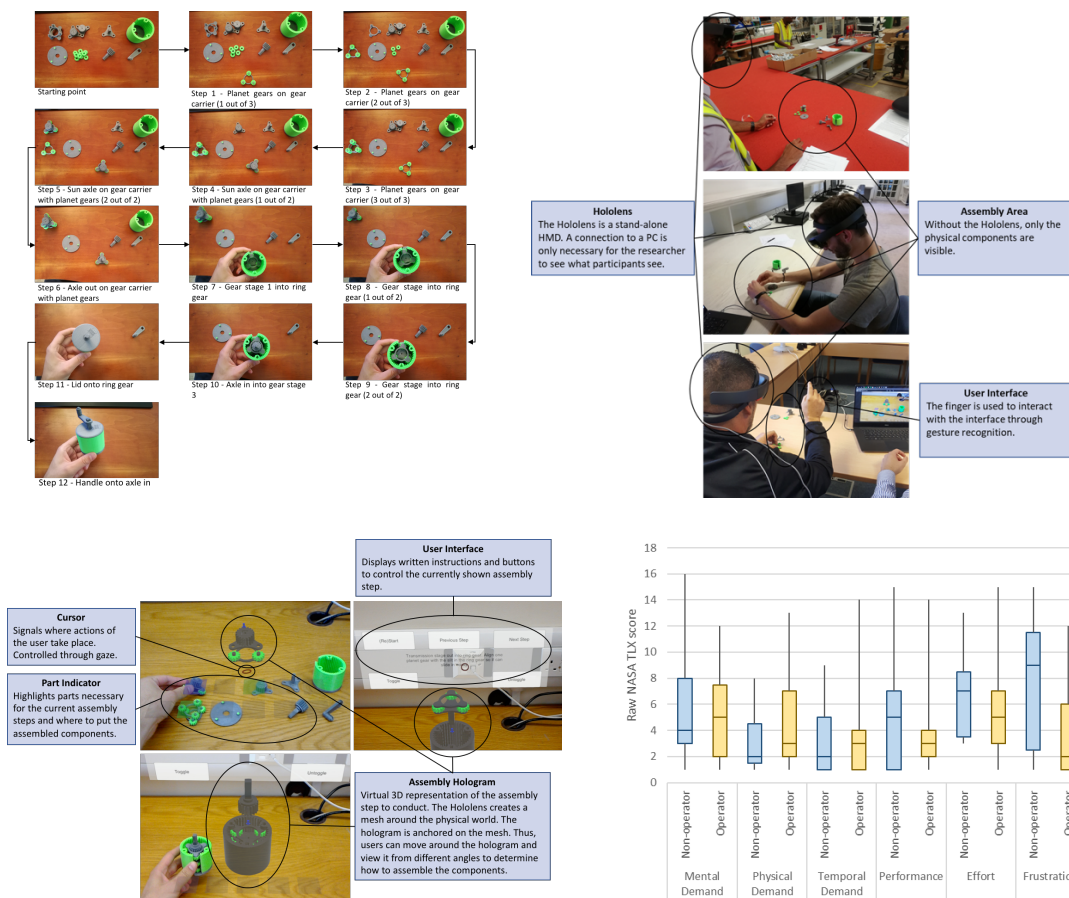 Starting point
Step 1 - Planet gears on gear
carrier (1 out of 3)
Step 2 - Planet gears on gear
carrier (2 out of 3)
Step 5 - Sun axle on gear carrier
with planet gears (2 out of 2)
Step 4 - Sun axle on gear carrier
with planet gears (1 out of 2)
Step 3 - Planet gears on gear
carrier (3 out of 3)
Step 6 - Axle out on gear carrier
with planet gears
Step 7 - Gear stage 1 into ring
gear
Step 8 - Gear stage into ring gear
(1 out of 2)
Step 11 - Lid onto ring gear
Step 10 - Axle in into gear stage
3
Step 9 - Gear stage into ring
gear (2 out of 2)
Step 12 - Handle onto axle in
Hololens
The Hololens is a stand-alone
HMD. A connection to a PC is
only necessary for the researcher
to see what participants see.
Assembly Area
Without the Hololens, only the
physical components are
visible.
User Interface
The finger is used to interact
with the interface through
gesture recognition.
User Interface
Displays written instructions and buttons
to control the currently shown assembly
step.
Cursor
Signals where actions of
the user take place.
Controlled through gaze.
Part Indicator
Highlights parts necessary
for the current assembly
steps and where to put the
assembled components.
(Re)Start
Previous Step
Next Step
Toggle
Untoggle
Toggle
Untoggle
Assembly Hologram
Virtual 3D representation of the assembly
step to conduct. The Hololens creates a
mesh around the physical world. The
hologram is anchored on the mesh. Thus,
users can move around the hologram and
view it from different angles to determine
how to assemble the components.
Raw NASA TLX score
18
16
14
12
10
8
6
4
2
0
Non-operator
Operator
Non-operator
Operator
Non-operator
Operator
Non-operator
Operator
Non-operator
Operator
Non-operator
Operator
Mental
Demand
Physical
Demand
Temporal
Demand
Performance
Effort
Frustratio